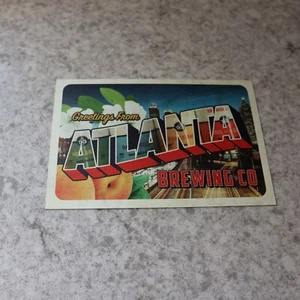 Greetings From
ATLANTA
BREWING CO